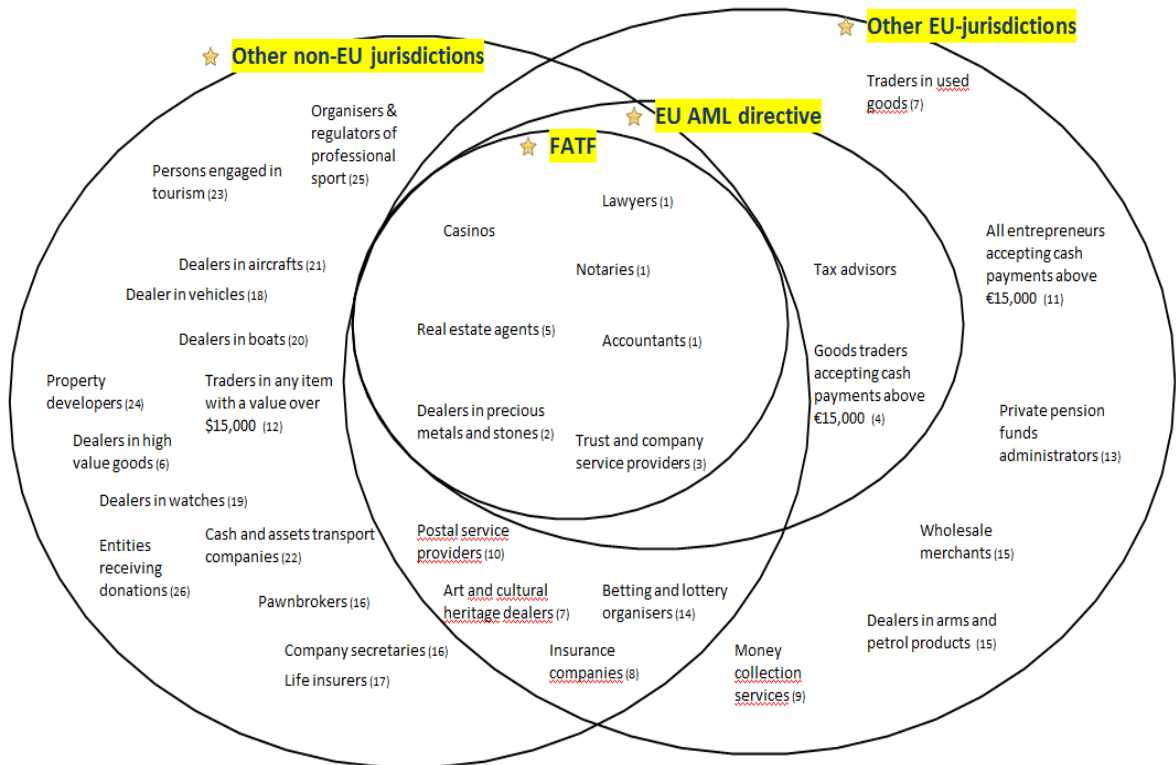 Other non-EU jurisdictions
Other EU-jurisdictions
EU AML directive
FATF
Organisers &
regulators of
professional
sport (25)
Persons engaged in
tourism (23)
Dealers in aircrafts (21)
Dealer in vehicles (18)
Dealers in boats (20)
Property
developers (24)
Traders in any item
with a value over
$15,000 (12)
Dealers in high
value goods (6)
Dealers in watches (19)
Entities
receiving
donations (26)
Cash and assets transport
companies (22)
Pawnbrokers (16)
Company secretaries (16)
Life insurers (17)
Lawyers (1)
Casinos
Notaries (1)
Real estate agents (5)
Accountants (1)
Dealers in precious
metals and stones (2)
Trust and company
service providers (3)
Postal service
providers (10)
Art and cultural
heritage dealers (7)
Betting and lottery
organisers (14)
Insurance
companies (8)
Money
collection
services (9)
Tax advisors
Goods traders
accepting cash
payments above
€15,000 (4)
Traders in used
goods (7)
All entrepreneurs
accepting cash
payments above
€15,000 (11)
Private pension
funds
administrators (13)
Wholesale
merchants (15)
Dealers in arms and
petrol products (15)